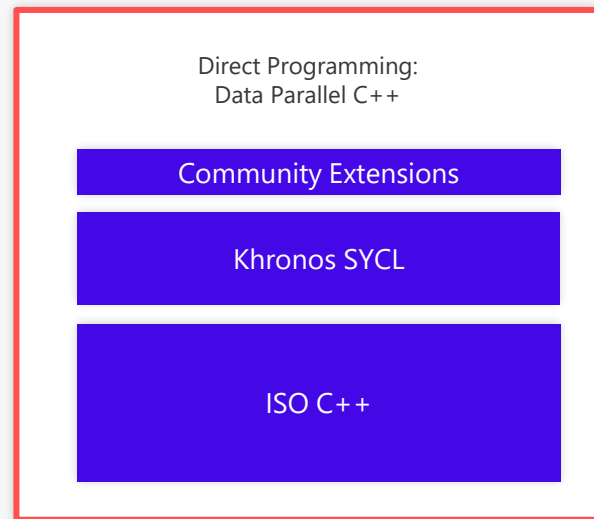 Direct Programming:
Data Parallel C++
Community Extensions
Khronos SYCL
ISO C++